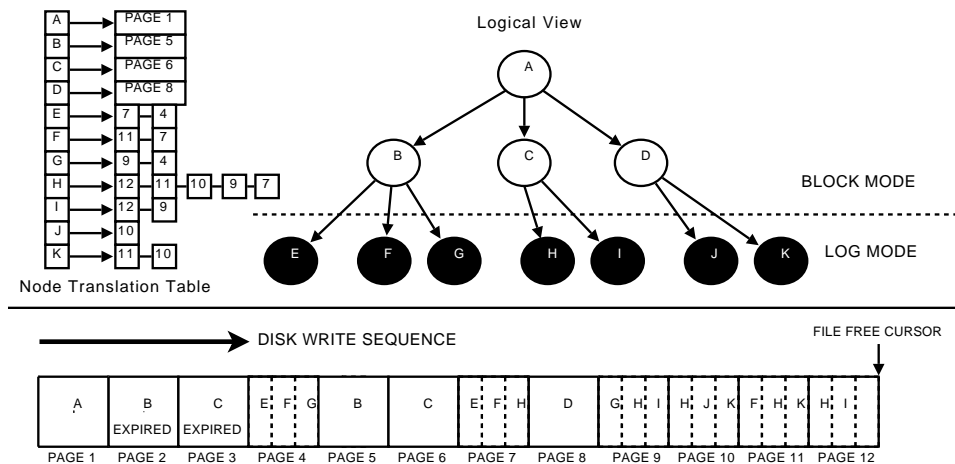 A PAGE 1
B PAGE 5
C PAGE 6
D PAGE 8
E 7 4
F 11 7
G 9 4
H 12 11 10 9 7
I 12 9
J 10
K 11 10
Node Translation Table
Logical View
A
B C D
BLOCK MODE
E F G H I J K
LOG MODE
DISK WRITE SEQUENCE
FILE FREE CURSOR
A B C E F G B C E F H D G H I H J K F H K H I
EXPIRED EXPIRED
PAGE 1 PAGE 2 PAGE 3 PAGE 4 PAGE 5 PAGE 6 PAGE 7 PAGE 8 PAGE 9 PAGE 10 PAGE 11 PAGE 12